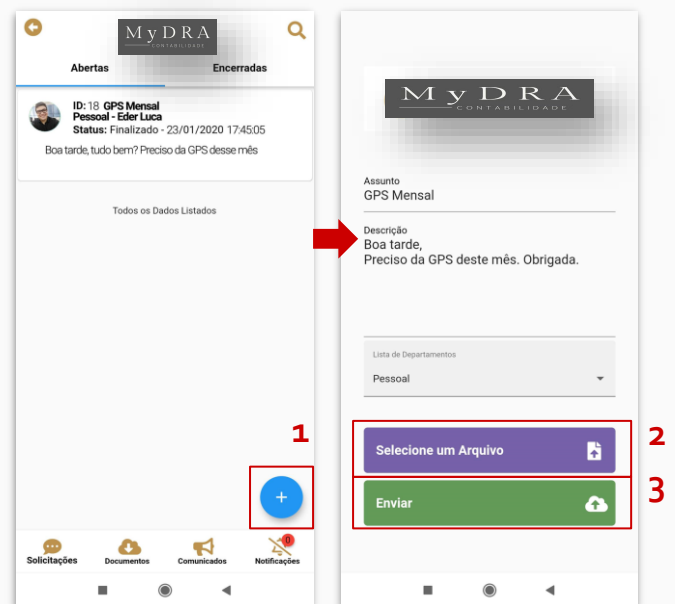 MyDRA
CONTABILIDADE
Abertas
Encerradas
ID: 18 GPS Mensal
Pessoal - Eder Luca
Status: Finalizado - 23/01/2020 17:45:05
Boa tarde, tudo bem? Preciso da GPS desse mês
Todos os Dados Listados
1
+
0
Solicitações
Documentos
Comunicados
Notificações
MyDRA
CONTABILIDADE
Assunto
GPS Mensal
Descrição
Boa tarde,
Preciso da GPS deste mês. Obrigada.
Lista de Departamentos
Pessoal
Selecione um Arquivo
2
Enviar
3